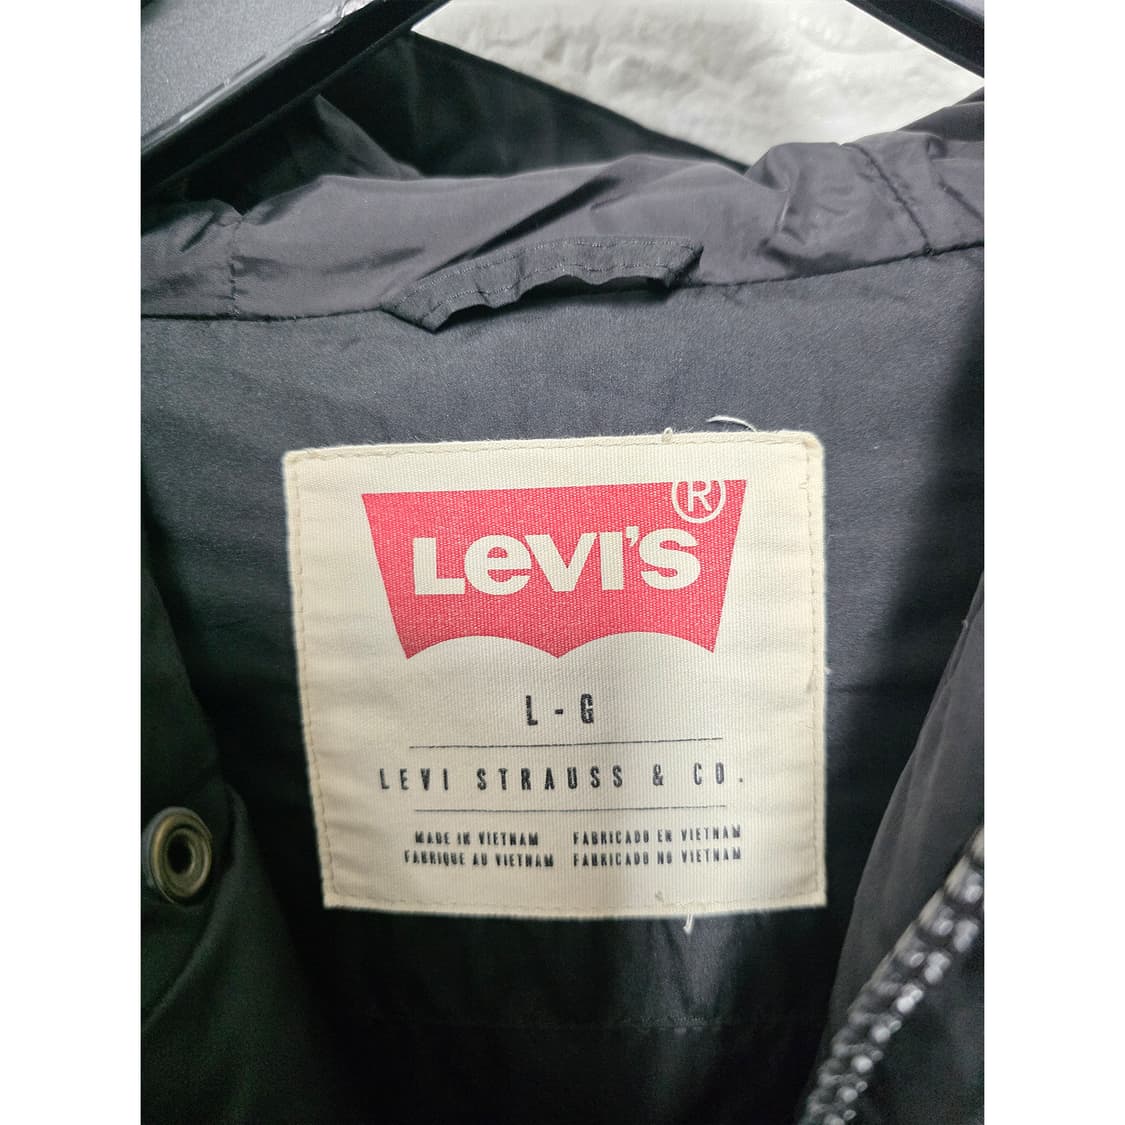 LEVI'S®
L - G
LEVI STRAUSS & CO.
MADE IN VIETNAM FABRICADO EN VIETNAM
FABRIQUE AU VIETNAM FABRICADO NO VIETNAM